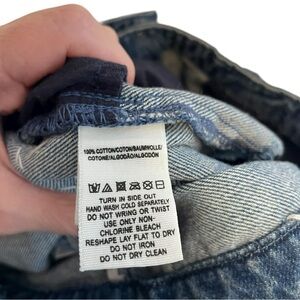 100% COTTON/COTON/BAUMWOLLE/
COTONE/ALGODÃO/ALGODÓN
TURN IN SIDE OUT
HAND WASH COLD SEPARATELY
DO NOT WRING OR TWIST
USE ONLY NON-
CHLORINE BLEACH
RESHAPE LAY FLAT TO DRY
DO NOT IRON
DO NOT DRY CLEAN